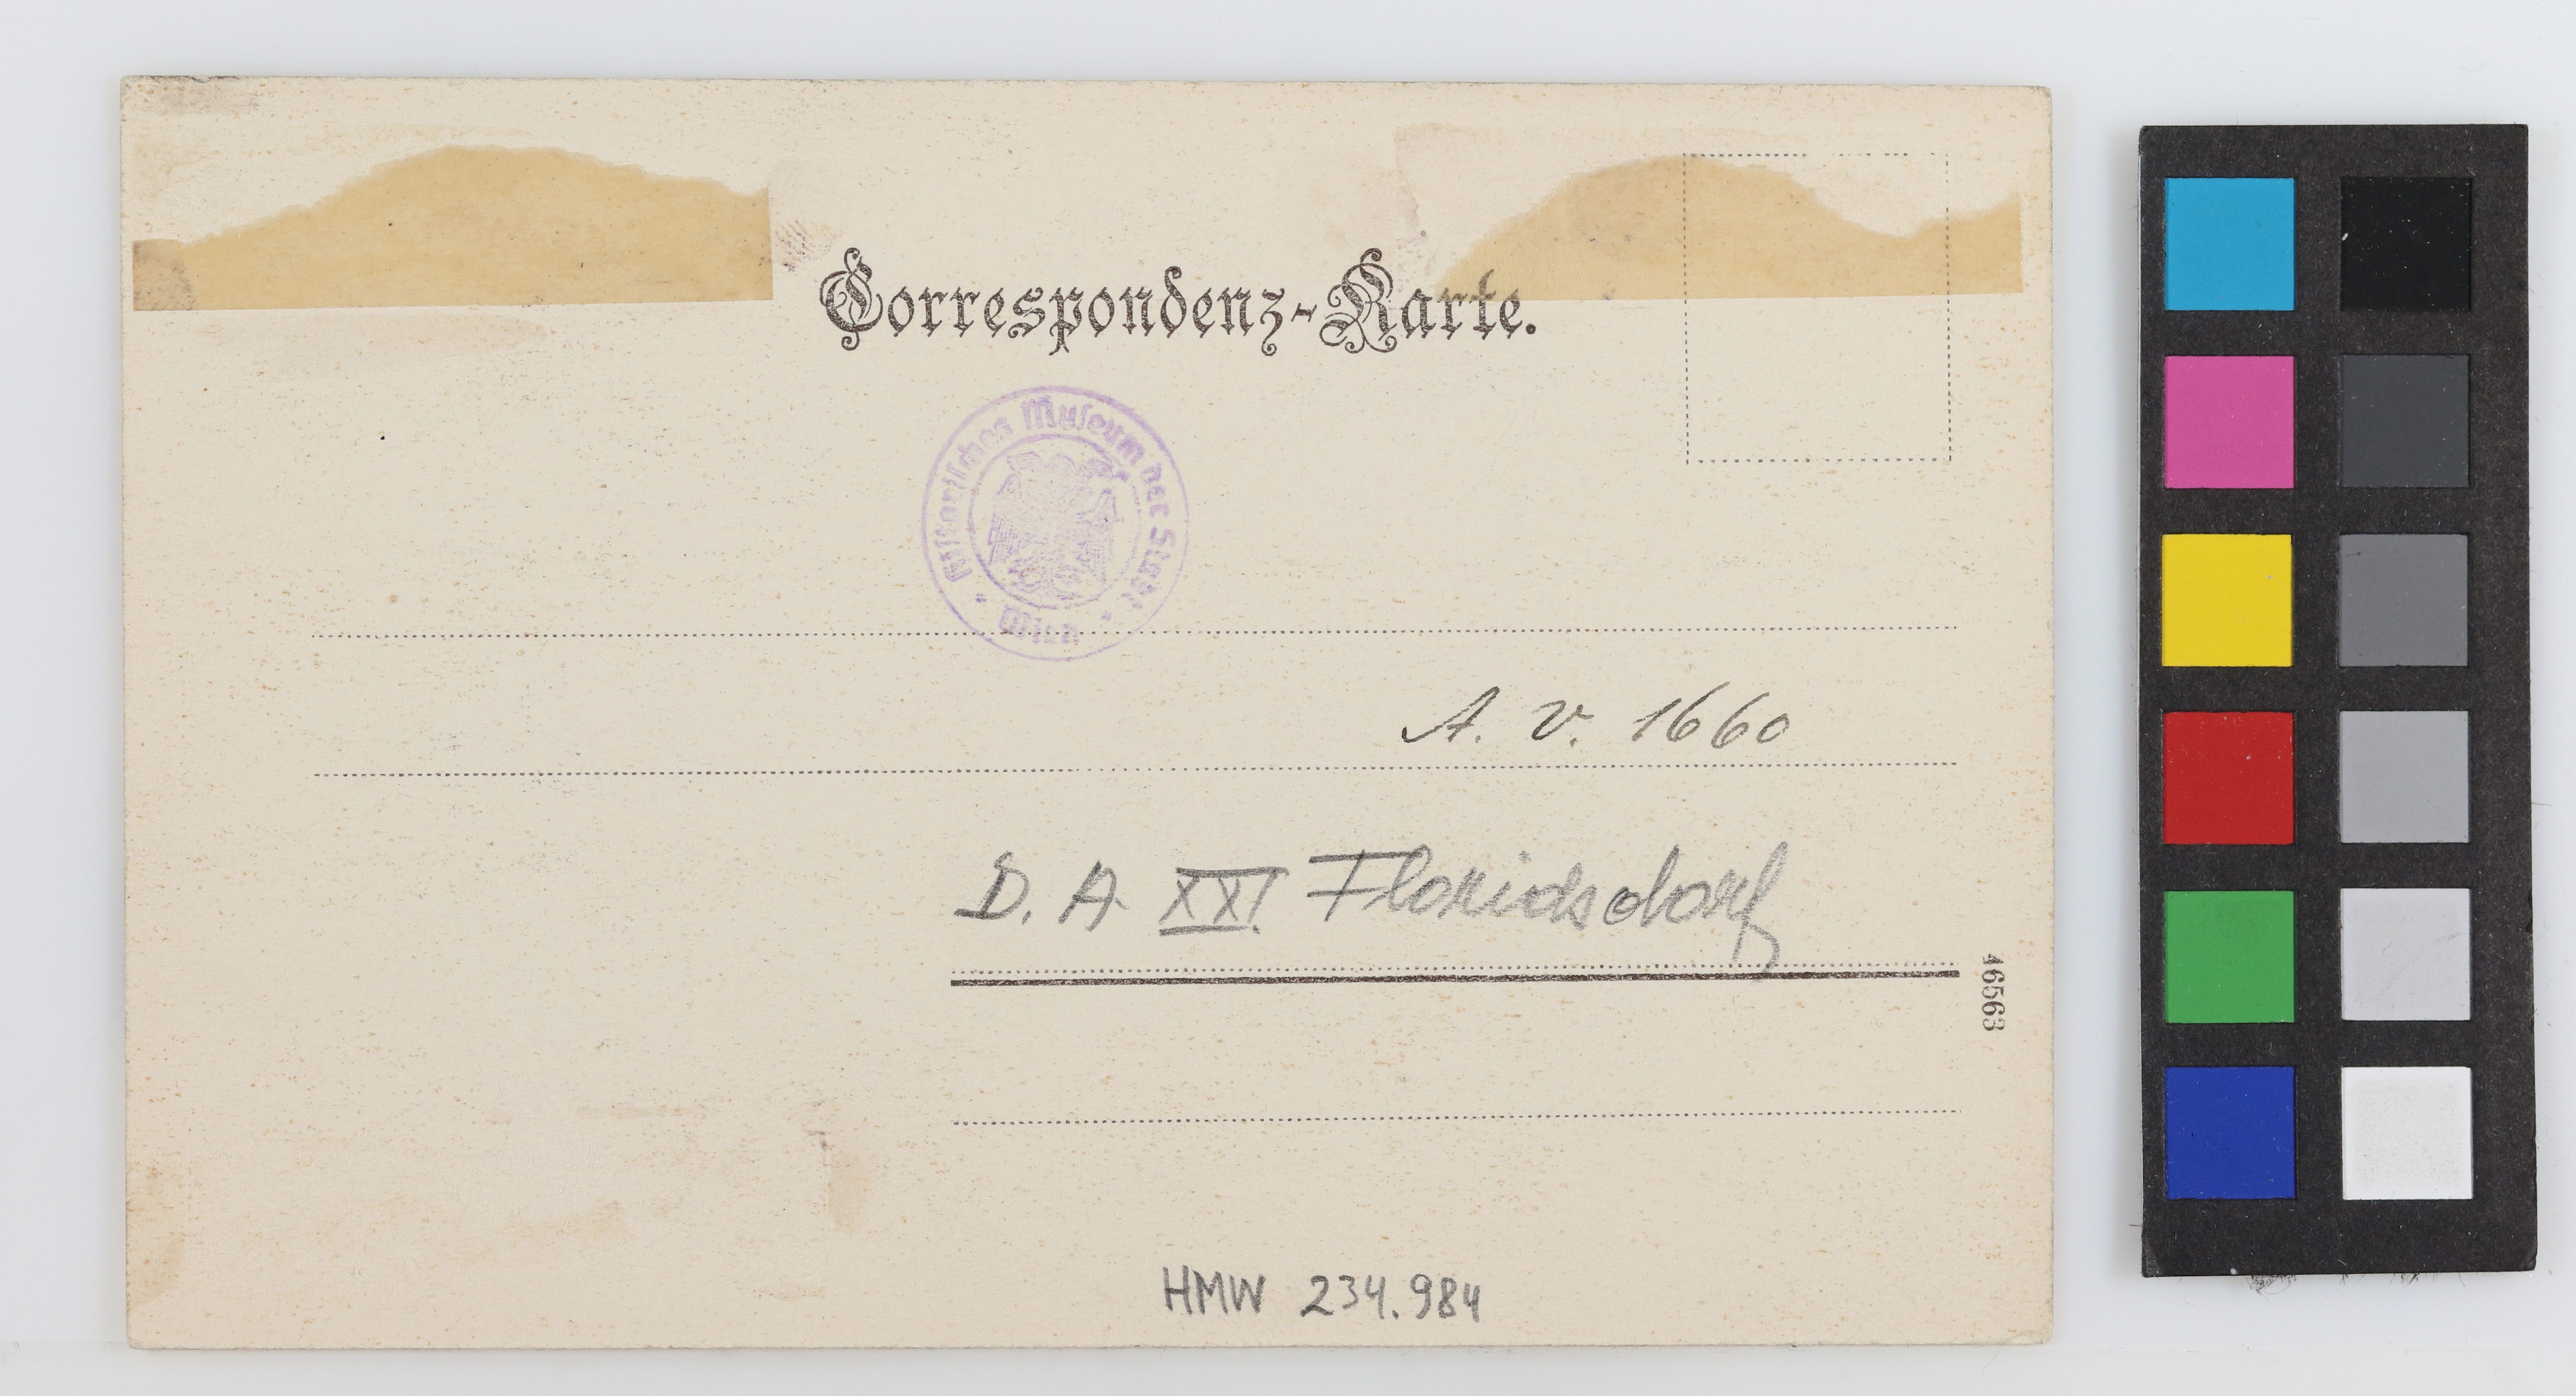 Correspondenz-Karte.
Historisches Museum der Stadt
Wien
A. V. 1660
D. A XXI Floridsdorf
46563
HMW 234.984